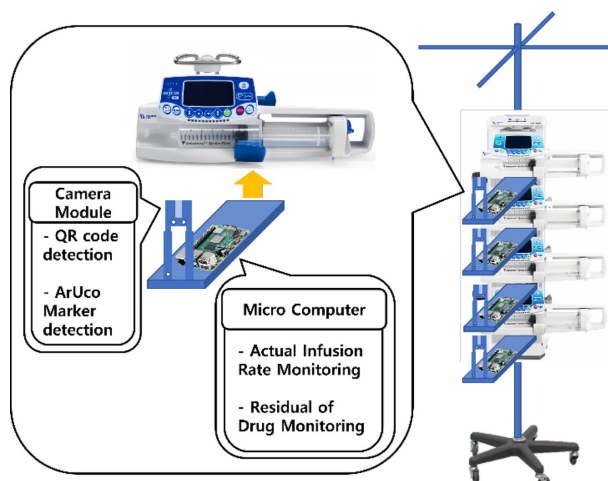 Camera
Module
- QR code
detection
- ArUco
Marker
detection
Micro Computer
- Actual Infusion
Rate Monitoring
- Residual of
Drug Monitoring